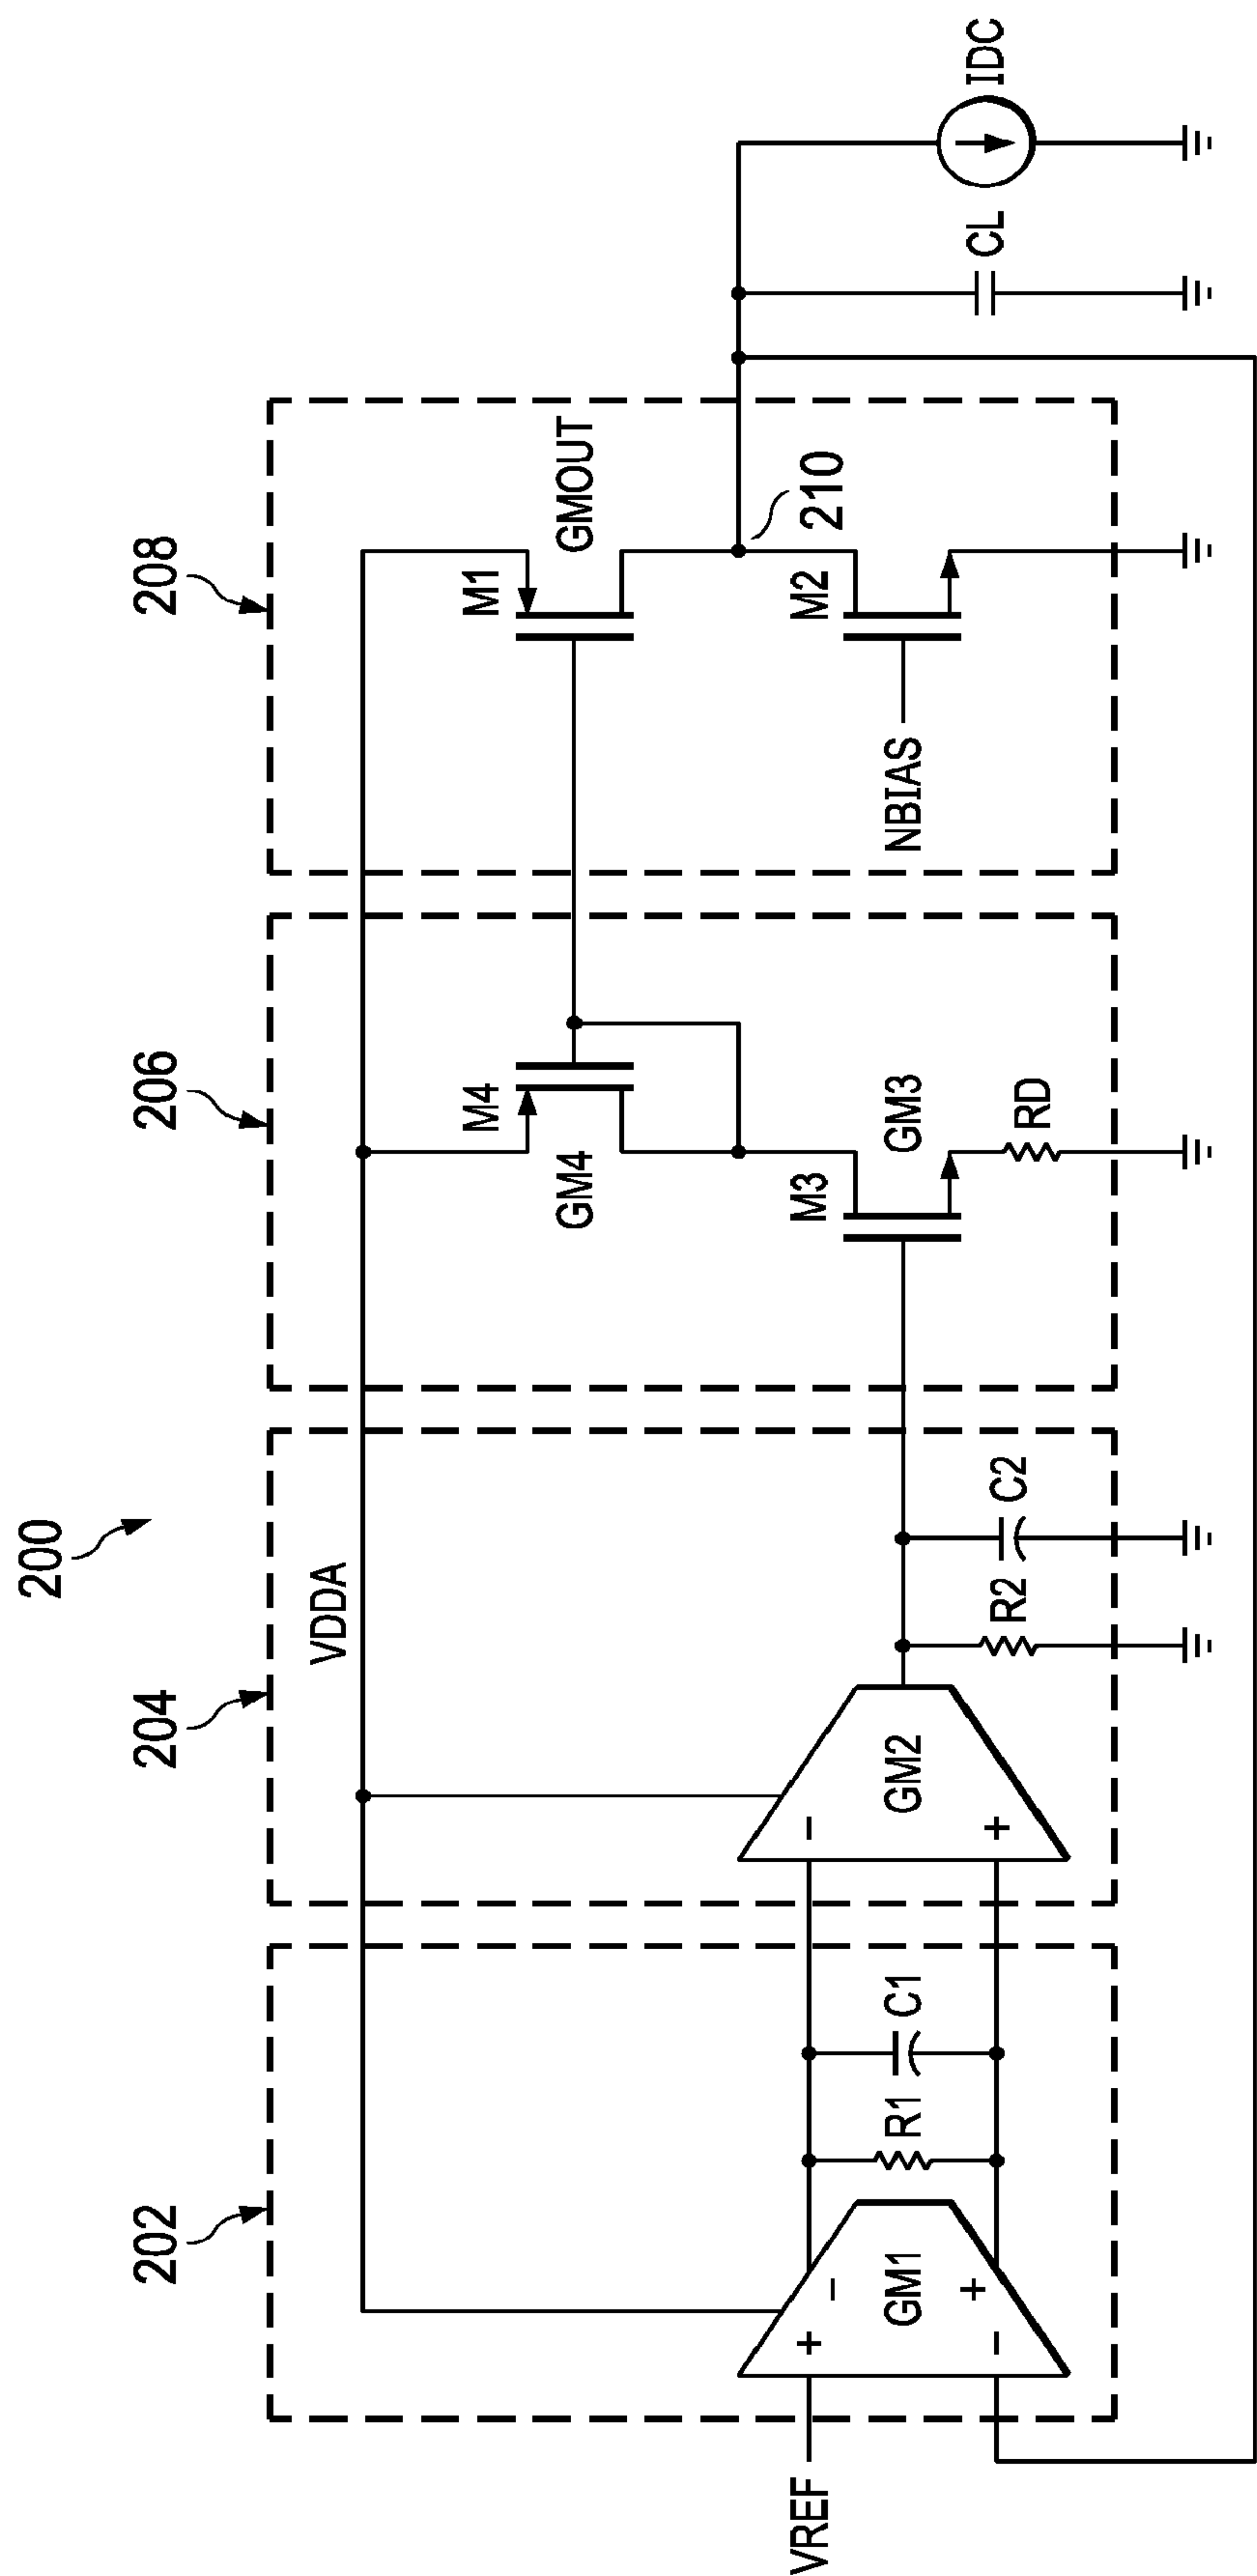 200
202
204
206
208
VDDA
M4
GM4
M1
GMOUT
VREF
+
-
-
+
GM1
R1
C1
-
+
GM2
R2
C2
M3
GM3
RD
NBIAS
M2
210
CL
IDC